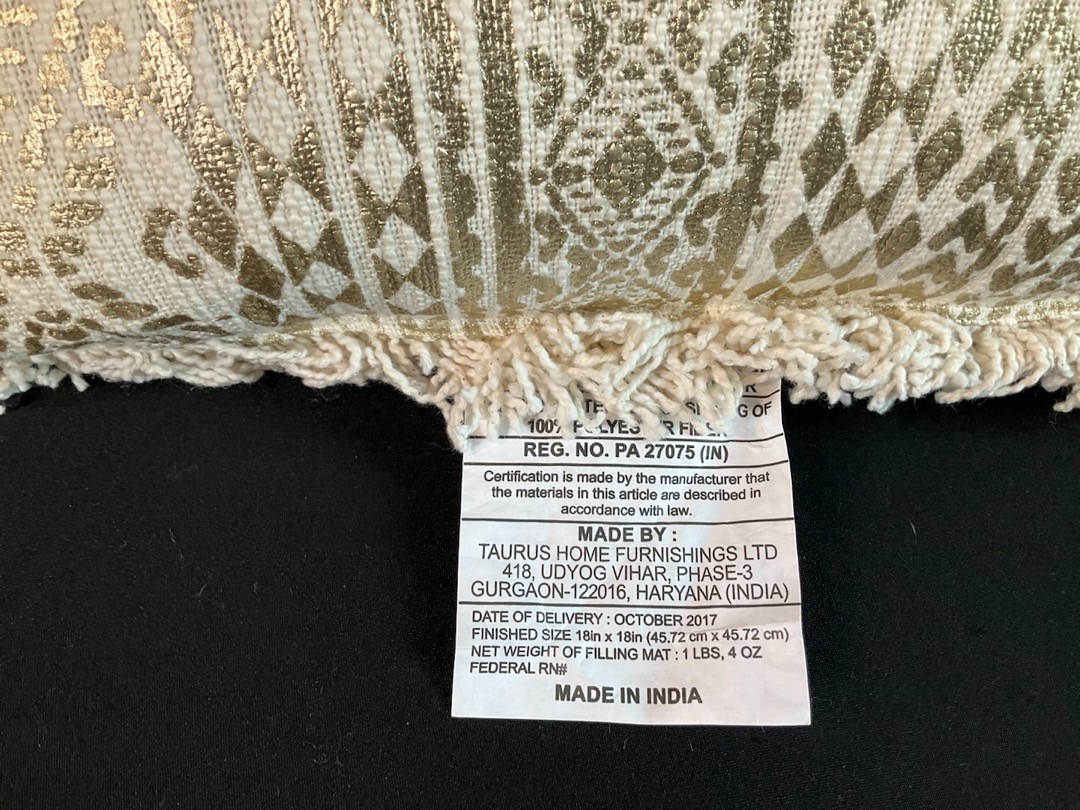 R
G OF
100%
REG. NO. PA 27075 (IN)
Certification is made by the manufacturer that
the materials in this article are described in
accordance with law.
MADE BY :
TAURUS HOME FURNISHINGS LTD
418, UDYOG VIHAR, PHASE-3
GURGAON-122016, HARYANA (INDIA)
DATE OF DELIVERY : OCTOBER 2017
FINISHED SIZE 18in x 18in (45.72 cm x 45.72 cm)
NET WEIGHT OF FILLING MAT : 1 LBS, 4 OZ
FEDERAL RN#
MADE IN INDIA